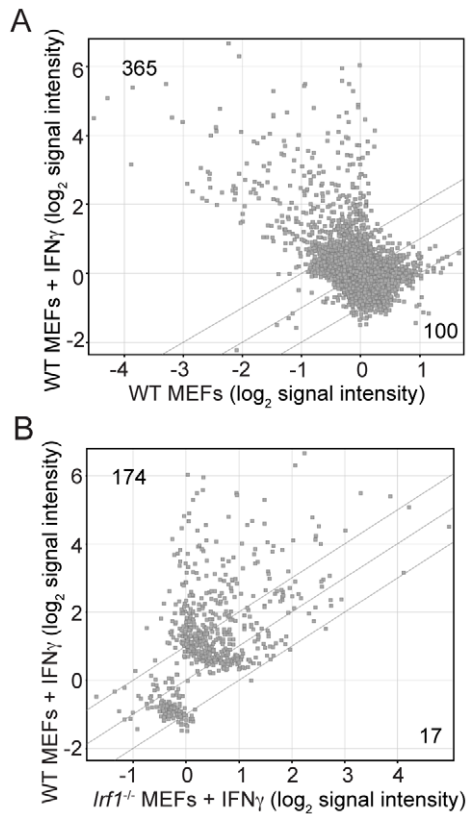 A
WT MEFs + IFNγ (log₂ signal intensity)
365
6
4
2
0
-2
100
-4 -3 -2 -1 0 1
WT MEFs (log₂ signal intensity)
B
WT MEFs + IFNγ (log₂ signal intensity)
174
6
4
2
0
-2
17
-1 0 1 2 3 4
Irf1⁻/⁻ MEFs + IFNγ (log₂ signal intensity)